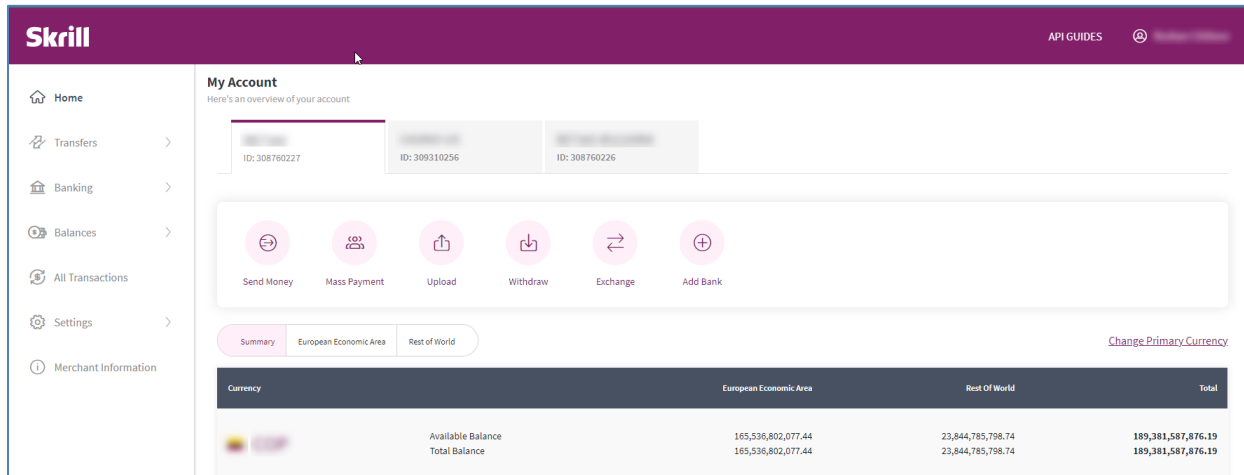 Skrill
API GUIDES
Home
Transfers
Banking
Balances
All Transactions
Settings
Merchant Information
My Account
Here's an overview of your account
ID: 308760227 ID: 309310256 ID: 308760226
Send Money Mass Payment Upload Withdraw Exchange Add Bank
Summary European Economic Area Rest of World Change Primary Currency
Currency European Economic Area Rest Of World Total
Available Balance 165,536,802,077.44 23,844,785,798.74 189,381,587,876.19
Total Balance 165,536,802,077.44 23,844,785,798.74 189,381,587,876.19